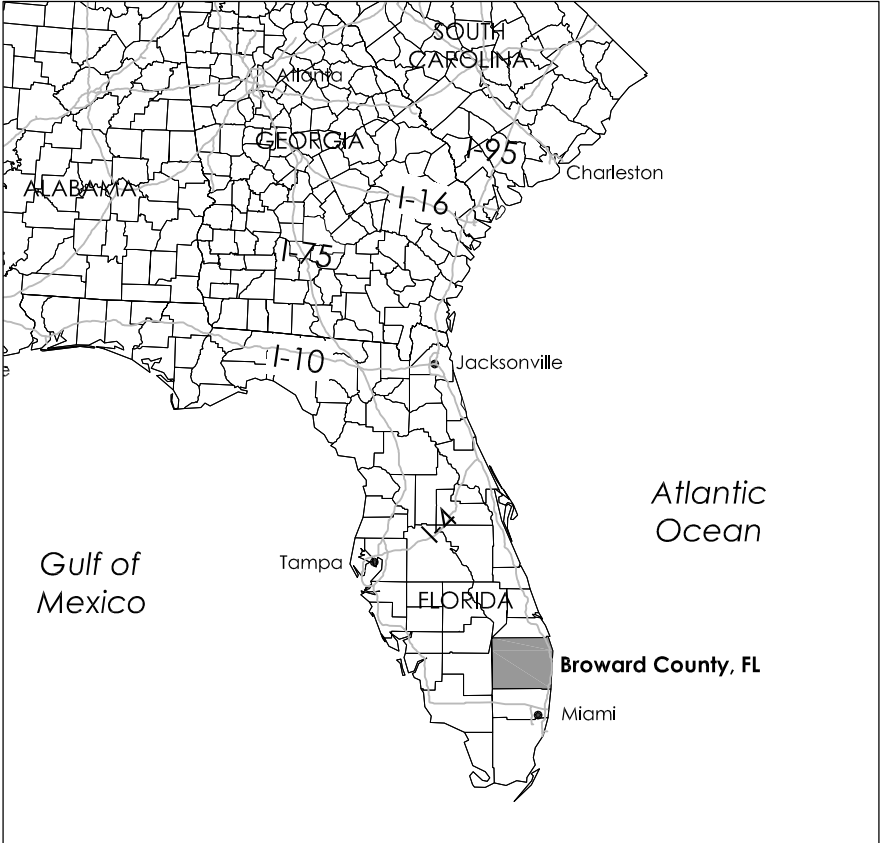 SOUTH
CAROLINA
Atlanta
GEORGIA
I-95
Charleston
ALABAMA
I-16
I-75
I-10
Jacksonville
Atlantic
Ocean
I-4
Gulf of
Mexico
Tampa
FLORIDA
Broward County, FL
Miami